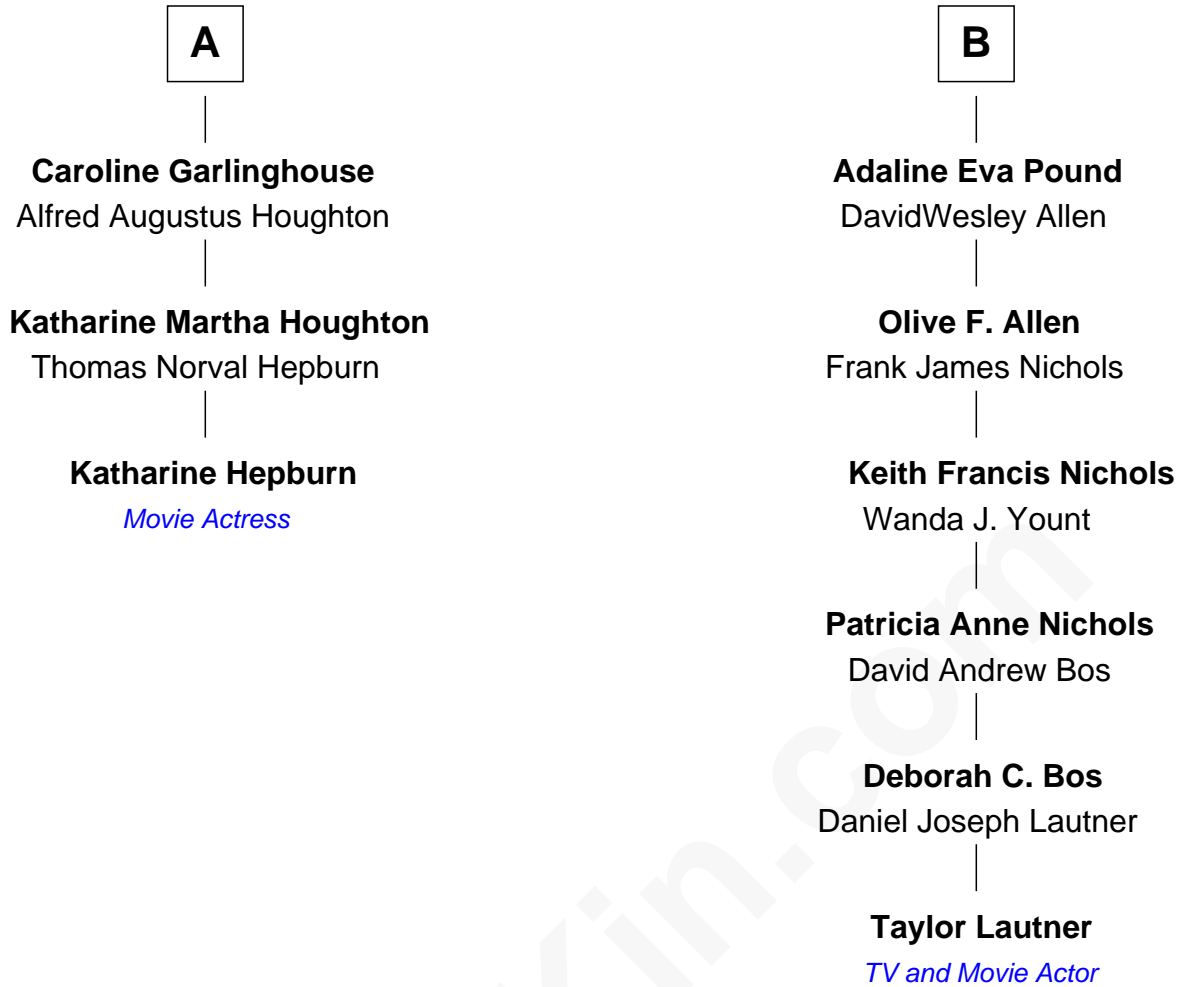 A
Caroline Garlinghouse
Alfred Augustus Houghton
Katharine Martha Houghton
Thomas Norval Hepburn
Katharine Hepburn
Movie Actress
B
Adaline Eva Pound
DavidWesley Allen
Olive F. Allen
Frank James Nichols
Keith Francis Nichols
Wanda J. Yount
Patricia Anne Nichols
David Andrew Bos
Deborah C. Bos
Daniel Joseph Lautner
Taylor Lautner
TV and Movie Actor
Kin.com